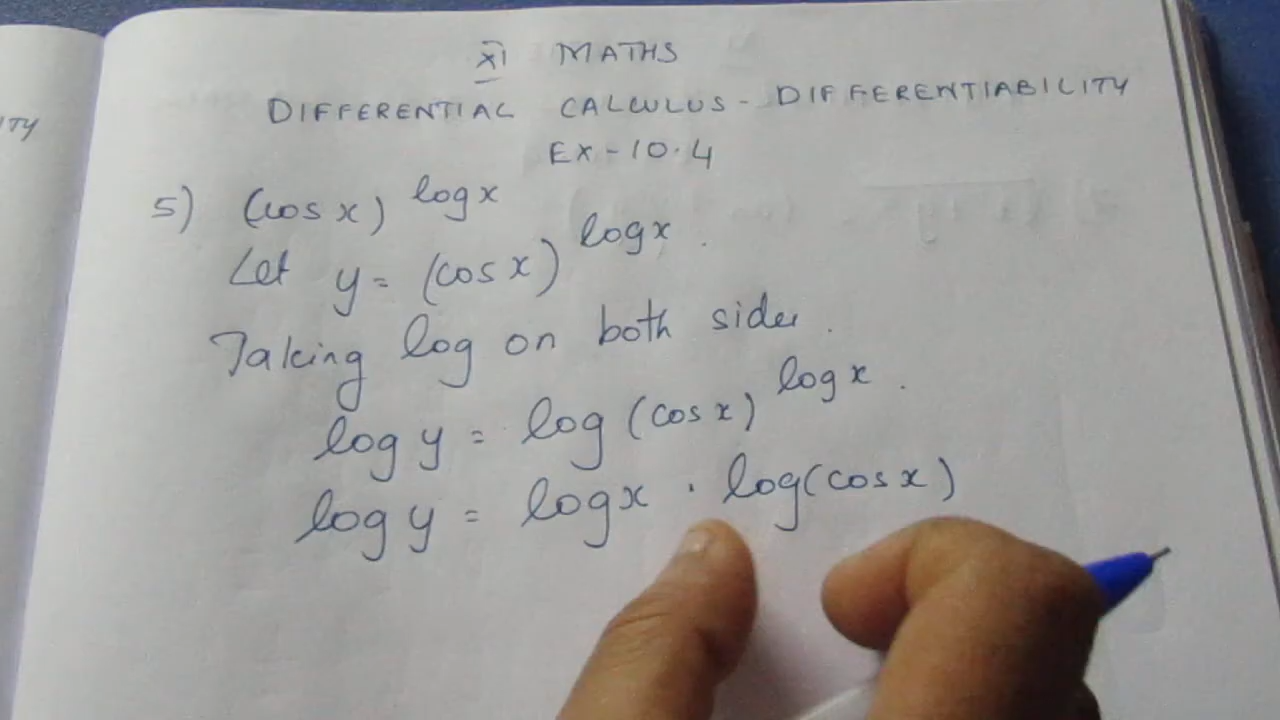 ITY
XI MATHS
DIFFERENTIAL CALCULUS - DIFFERENTIABILITY
EX - 10.4
5) (cos x)^log x
Let y = (cos x)^log x .
Taking log on both sides .
log y = log (cos x)^log x .
log y = log x . log (cos x)